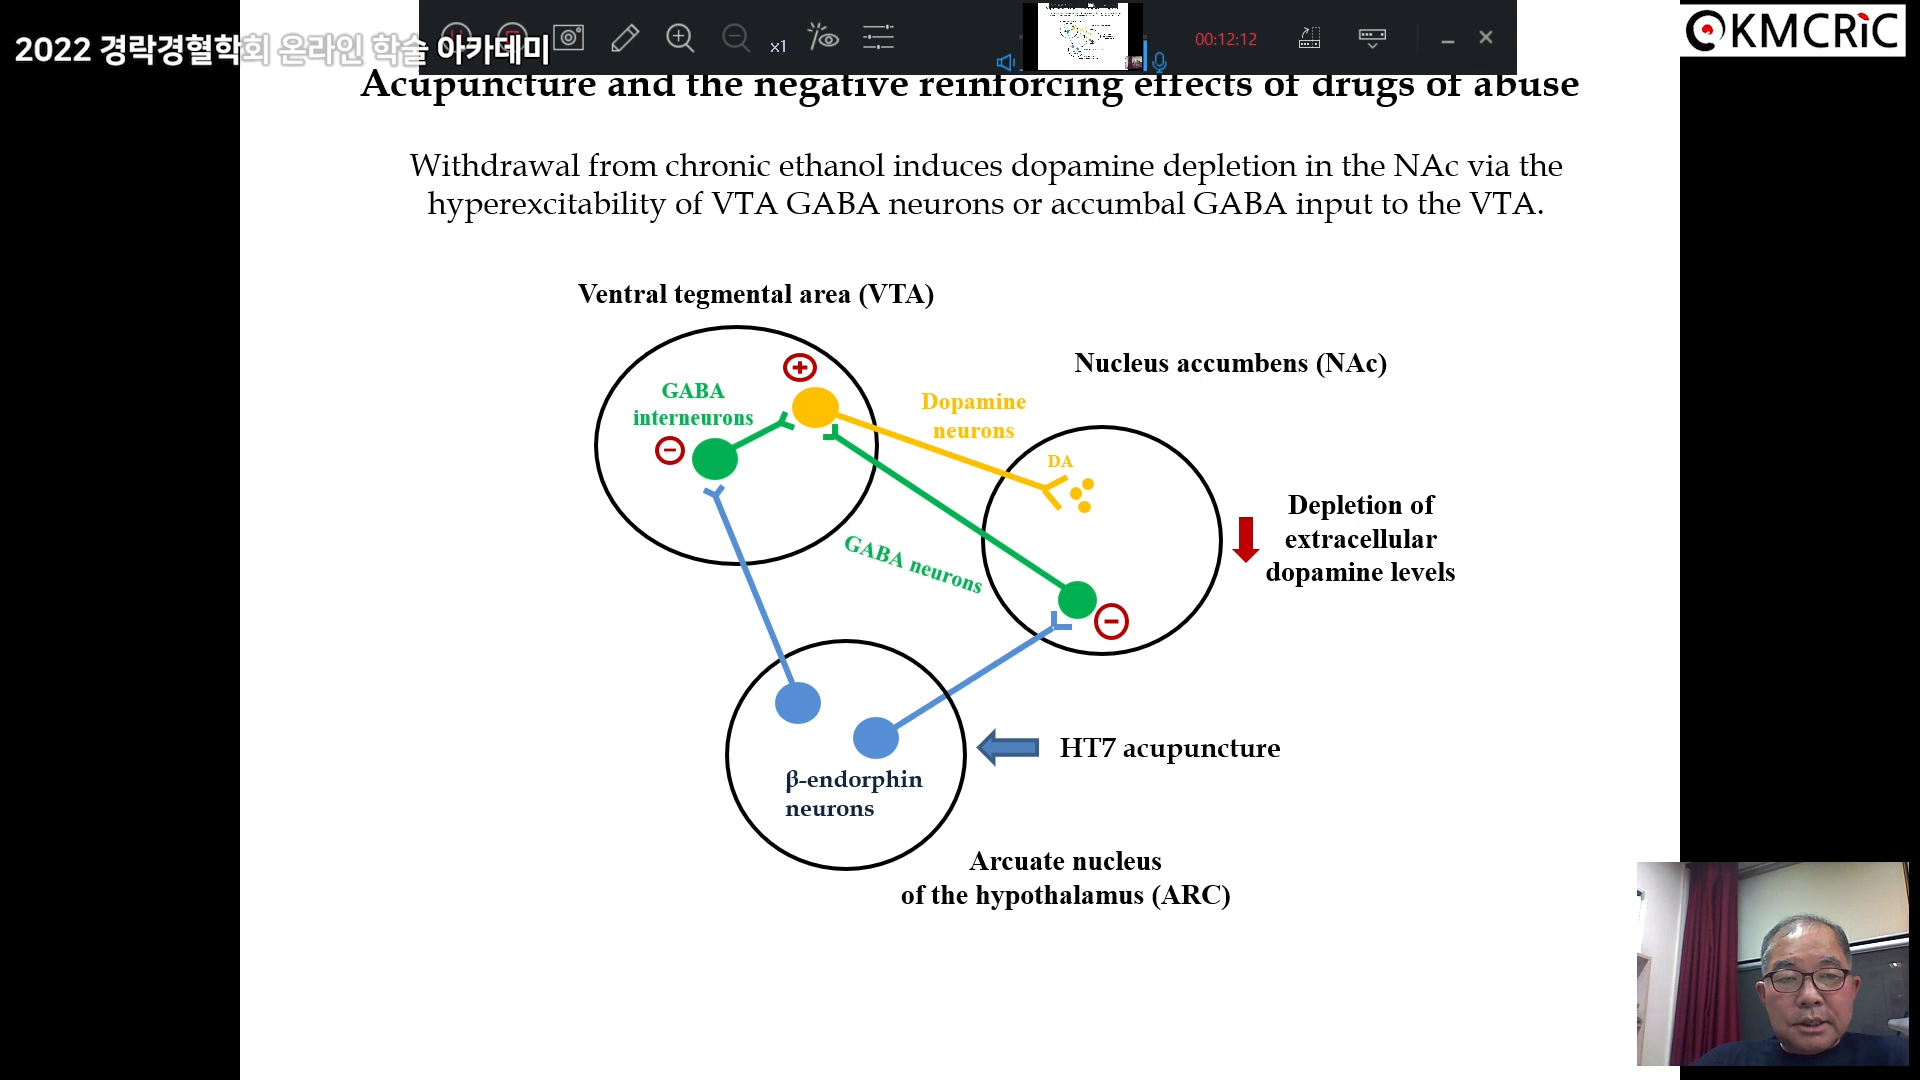 2022 경락경혈학회 온라인 학술 아카데미
x1
00:12:12
KMCRiC
Acupuncture and the negative reinforcing effects of drugs of abuse
Withdrawal from chronic ethanol induces dopamine depletion in the NAc via the
hyperexcitability of VTA GABA neurons or accumbal GABA input to the VTA.
Ventral tegmental area (VTA)
Nucleus accumbens (NAc)
GABA
interneurons
Dopamine
neurons
DA
GABA neurons
Depletion of
extracellular
dopamine levels
HT7 acupuncture
β-endorphin
neurons
Arcuate nucleus
of the hypothalamus (ARC)